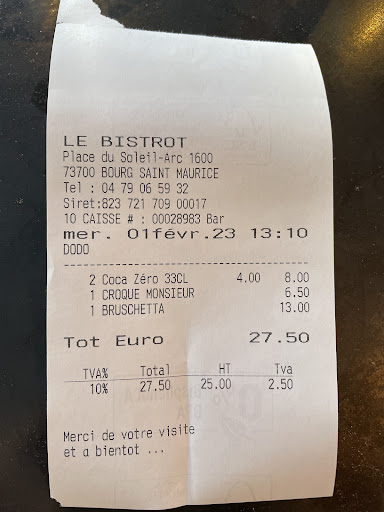 LE BISTROT
Place du Soleil-Arc 1600
73700 BOURG SAINT MAURICE
Tel : 04 79 06 59 32
Siret:823 721 709 00017
10 CAISSE # : 00028983 Bar
mer. 01févr.23 13:10
DODO
2 Coca Zéro 33CL 4.00 8.00
1 CROQUE MONSIEUR 6.50
1 BRUSCHETTA 13.00
Tot Euro 27.50
TVA% Total HT Tva
10% 27.50 25.00 2.50
Merci de votre visite
et a bientot ...